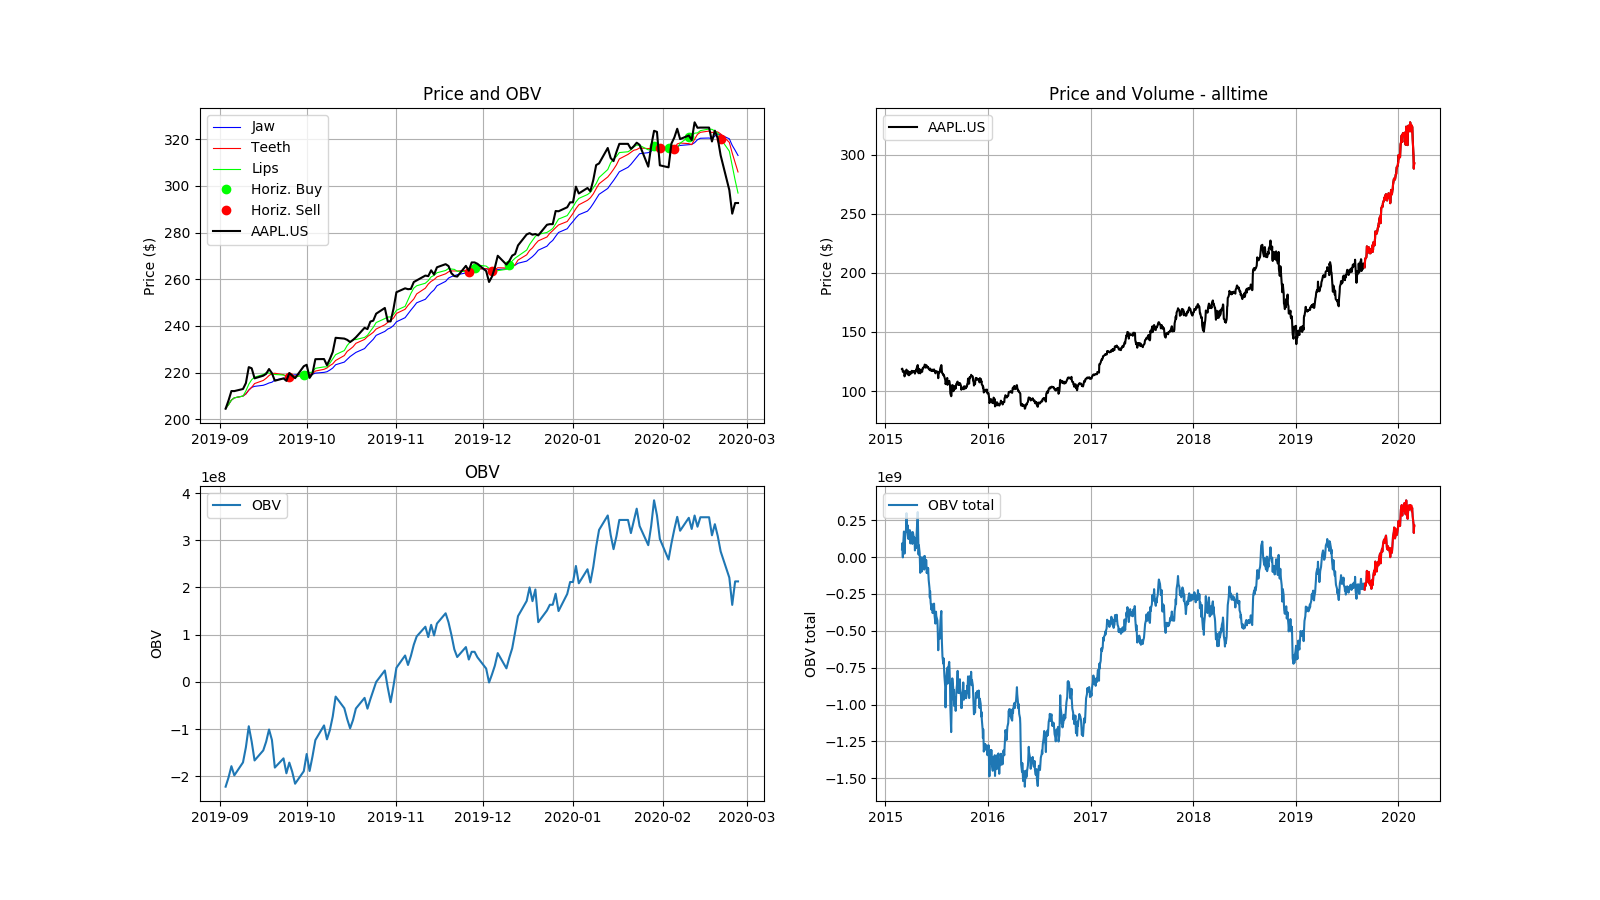 Price and OBV
Price ($)
320
300
280
260
240
220
200
Jaw
Teeth
Lips
Horiz. Buy
Horiz. Sell
AAPL.US
2019-09 2019-10 2019-11 2019-12 2020-01 2020-02 2020-03
Price and Volume - alltime
Price ($)
300
250
200
150
100
AAPL.US
2015 2016 2017 2018 2019 2020
OBV
1e8
OBV
4
3
2
1
0
−1
−2
OBV
2019-09 2019-10 2019-11 2019-12 2020-01 2020-02 2020-03
1e9
OBV total
0.25
0.00
−0.25
−0.50
−0.75
−1.00
−1.25
−1.50
OBV total
2015 2016 2017 2018 2019 2020